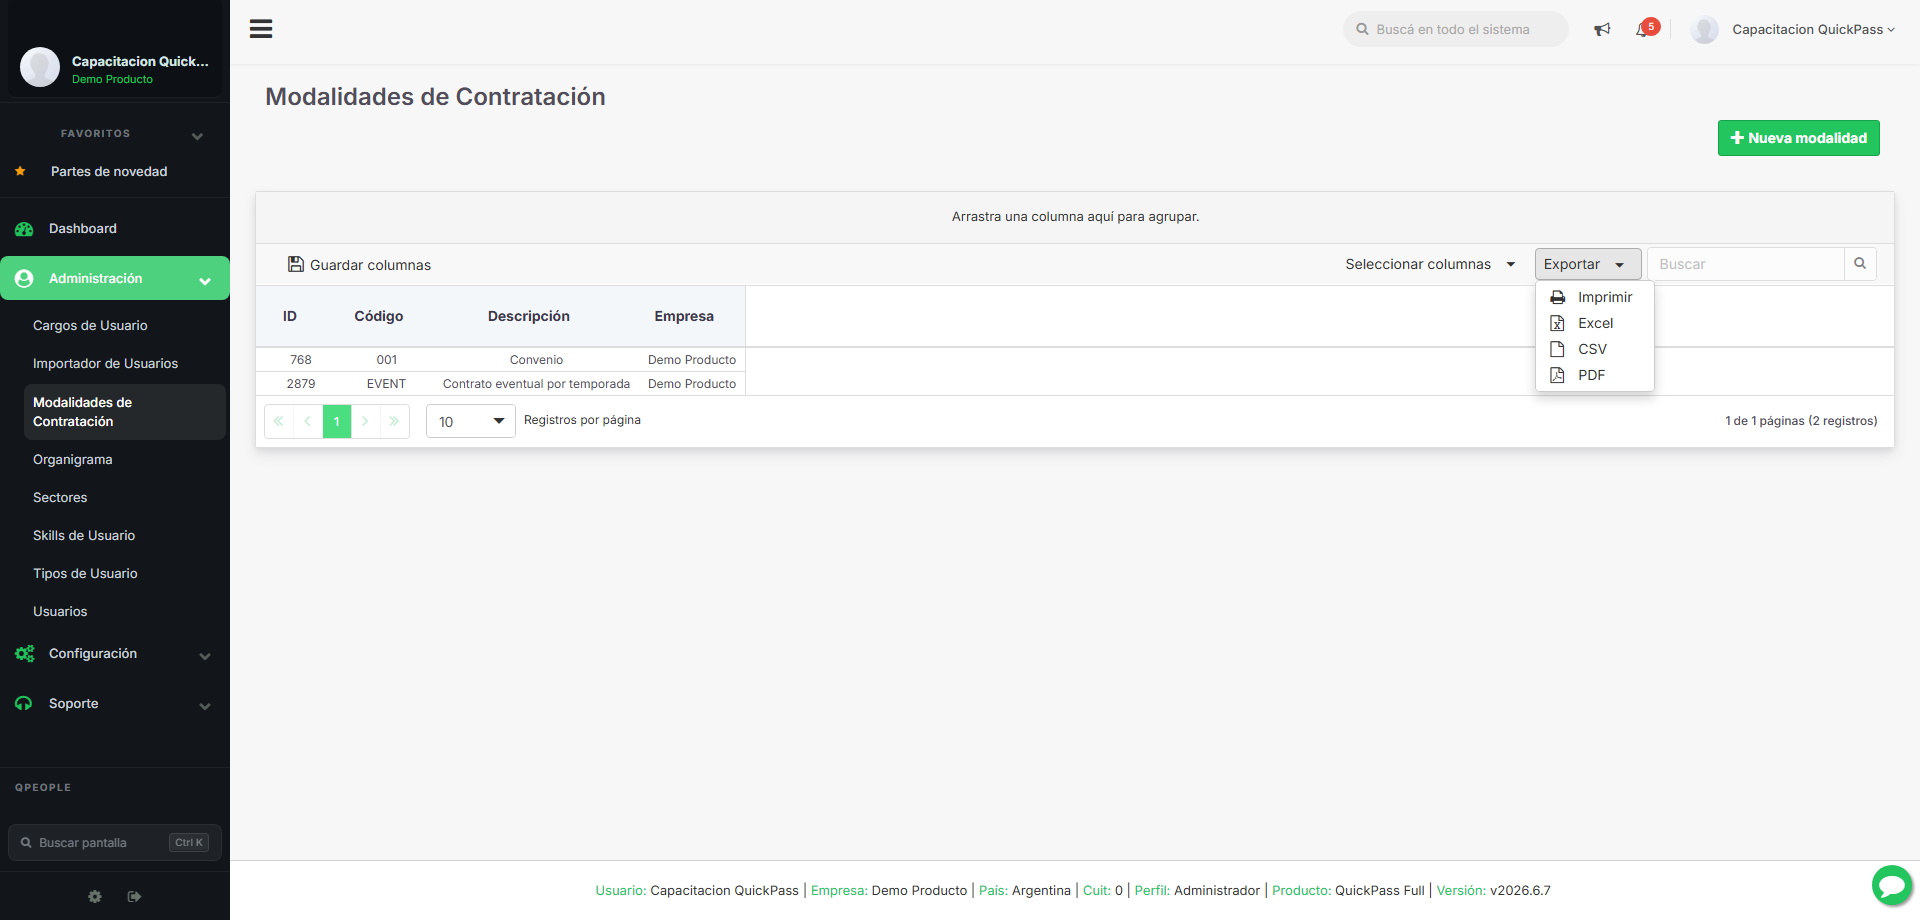 Capacitacion Quick...
Demo Producto
FAVORITOS
Partes de novedad
Dashboard
Administración
Cargos de Usuario
Importador de Usuarios
Modalidades de
Contratación
Organigrama
Sectores
Skills de Usuario
Tipos de Usuario
Usuarios
Configuración
Soporte
QPEOPLE
Buscar pantalla
Ctrl K
Buscá en todo el sistema
5
Capacitacion QuickPass
Modalidades de Contratación
Nueva modalidad
Arrastra una columna aquí para agrupar.
Guardar columnas
Seleccionar columnas
Exportar
Buscar
Imprimir
Excel
CSV
PDF
ID Código Descripción Empresa
768 001 Convenio Demo Producto
2879 EVENT Contrato eventual por temporada Demo Producto
1
10
Registros por página
1 de 1 páginas (2 registros)
Usuario: Capacitacion QuickPass | Empresa: Demo Producto | País: Argentina | Cuit: 0 | Perfil: Administrador | Producto: QuickPass Full | Versión: v2026.6.7